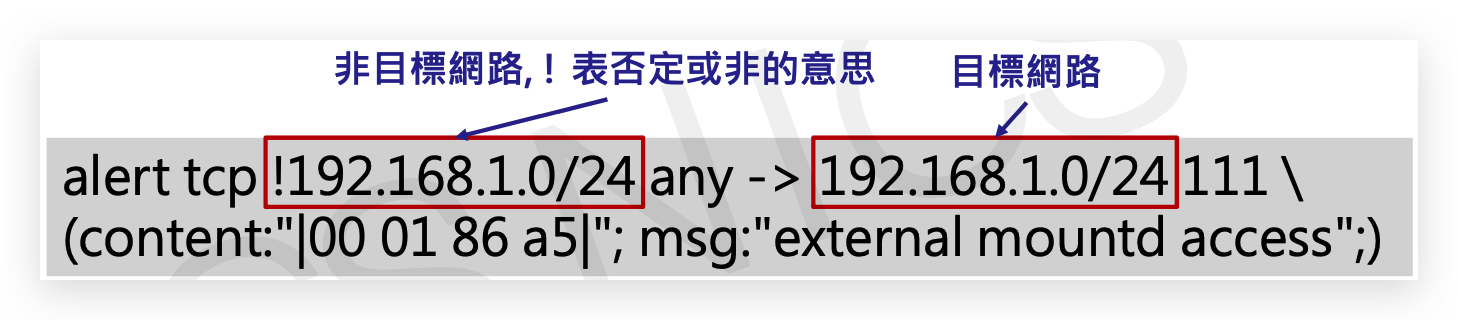 非目標網路,！表否定或非的意思
目標網路
alert tcp !192.168.1.0/24 any -> 192.168.1.0/24 111 \
(content:"|00 01 86 a5|"; msg:"external mountd access";)